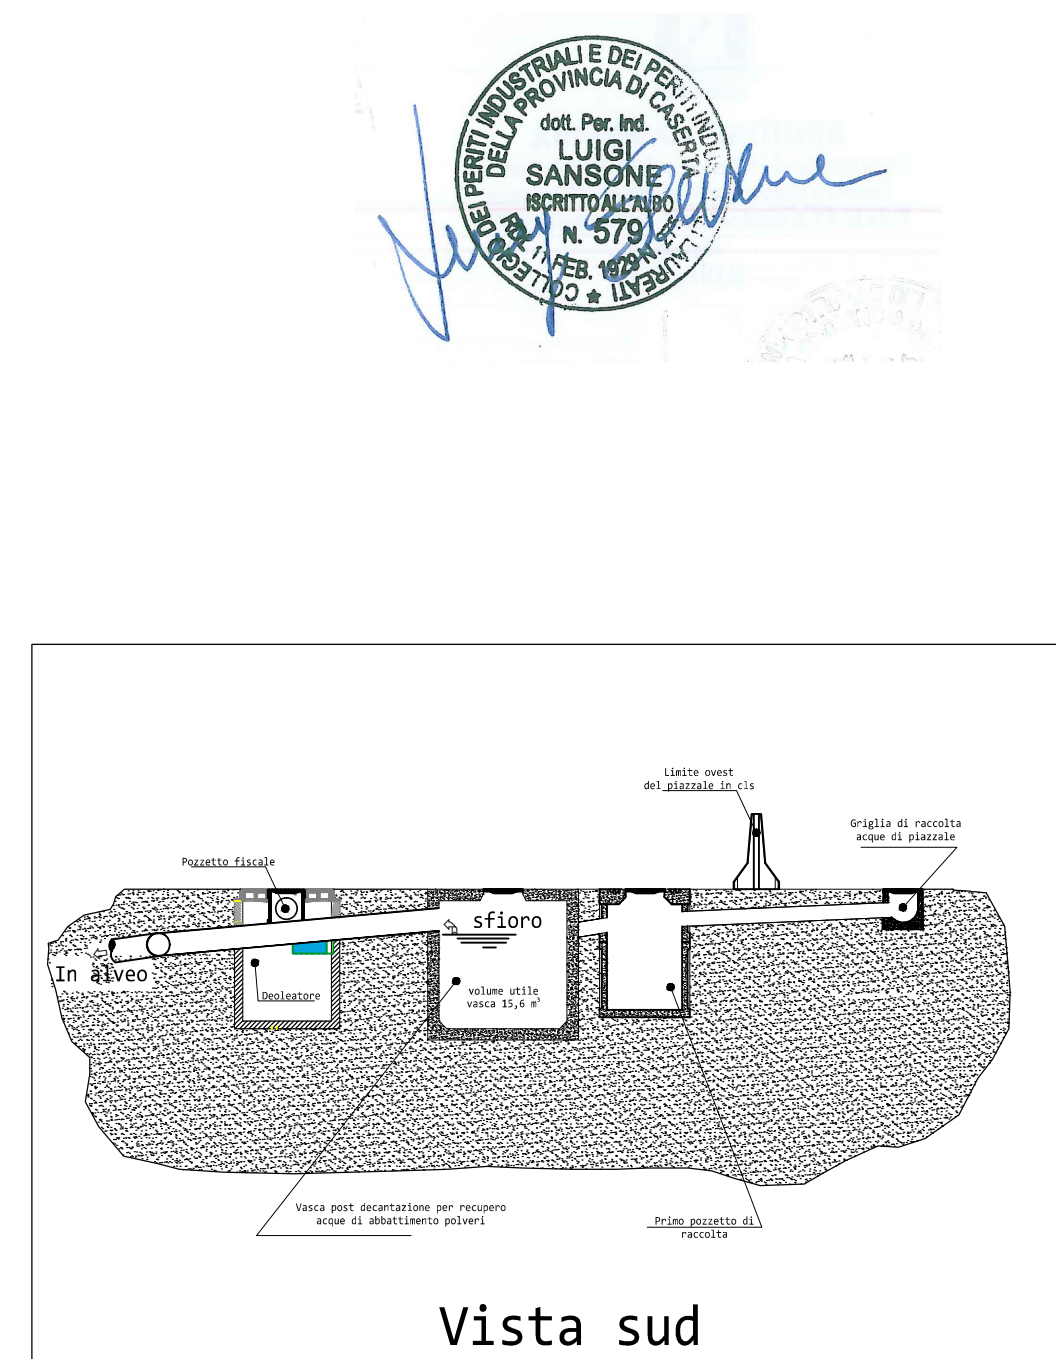 COLLEGIO DEI PERITI INDUSTRIALI E DEI PERITI INDUSTRIALI LAUREATI
DELLA PROVINCIA DI CASERTA
dott. Per. Ind.
LUIGI
SANSONE
ISCRITTO ALL'ALBO
N. 579
11 FEB. 1929 N.
Limite ovest
del piazzale in cls
Griglia di raccolta
acque di piazzale
Pozzetto fiscale
sfioro
In alveo
volume utile
vasca 15,6 m³
Deoleatore
Vasca post decantazione per recupero
acque di abbattimento polveri
Primo pozzetto di
raccolta
Vista sud